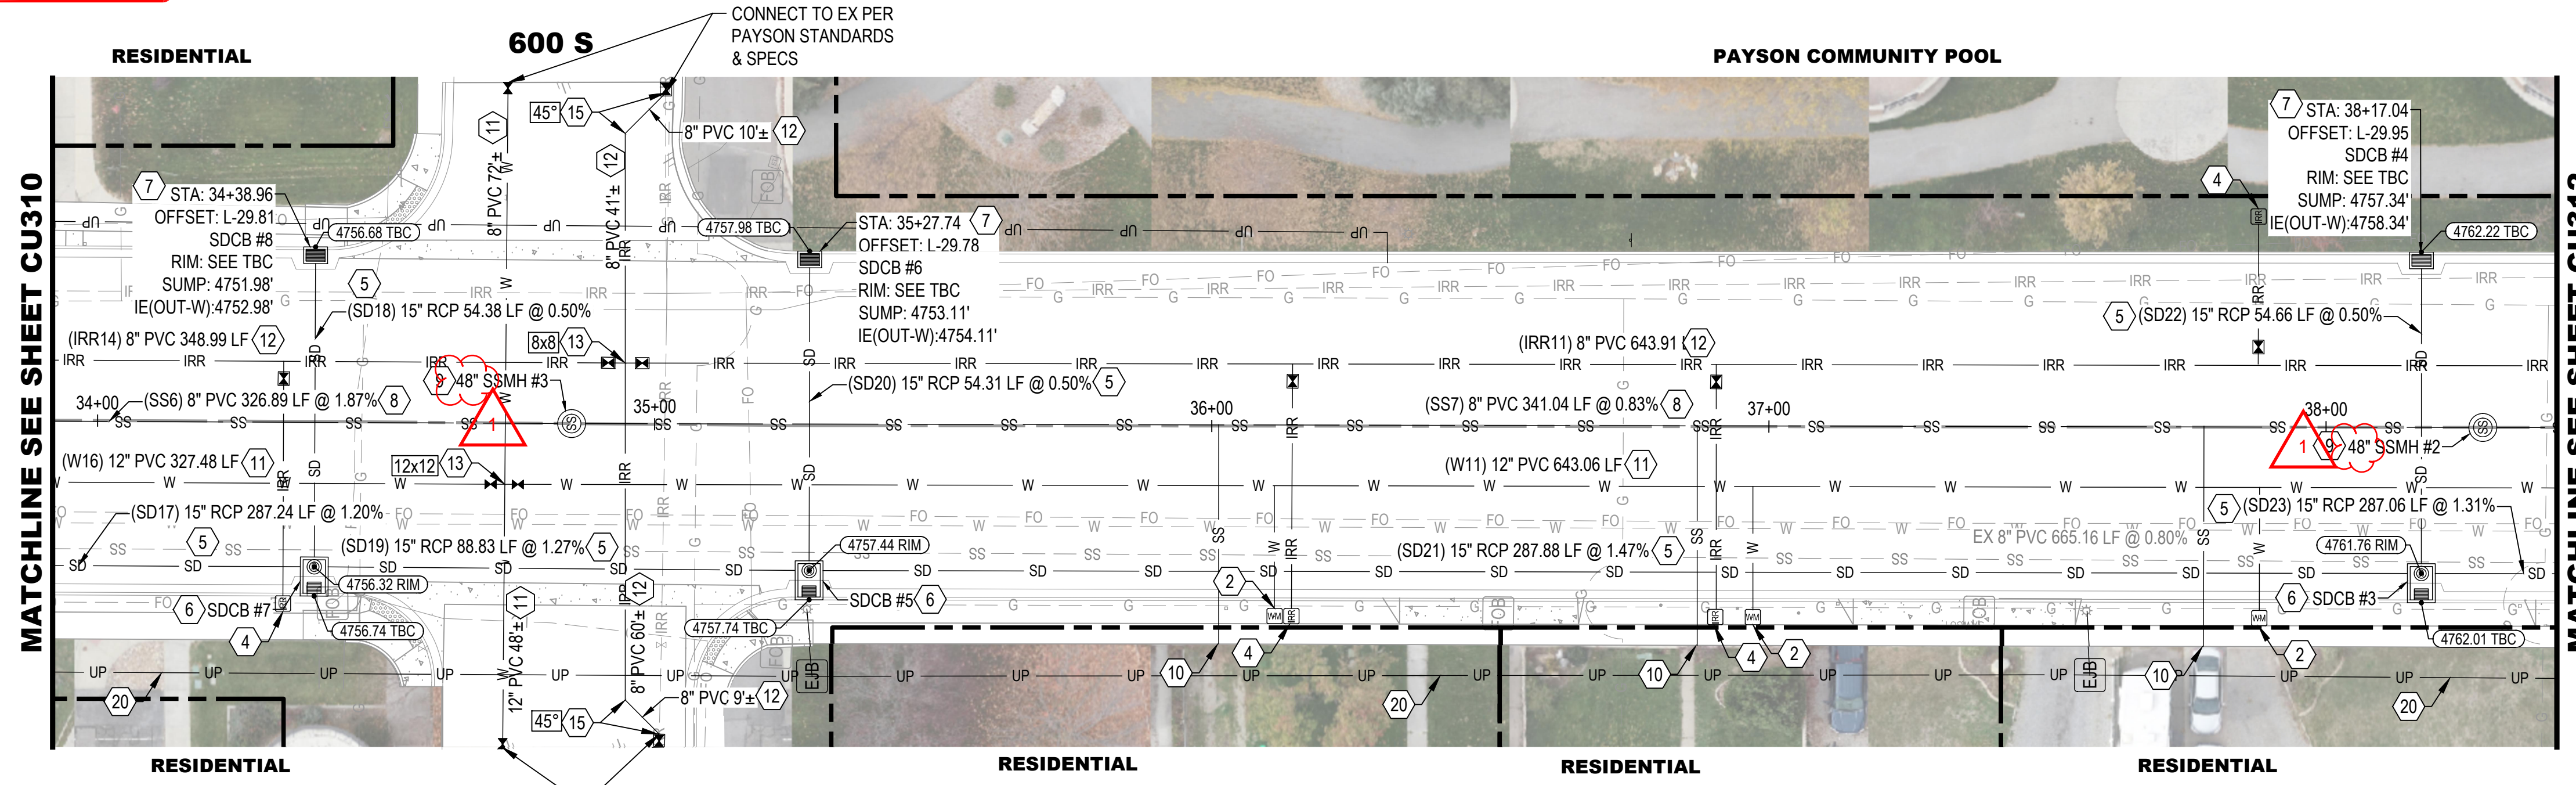 CONNECT TO EX PER
PAYSON STANDARDS
& SPECS
600 S
RESIDENTIAL
PAYSON COMMUNITY POOL
MATCHLINE SEE SHEET CU310
7
STA: 34+38.96
OFFSET: L-29.81
SDCB #8
RIM: SEE TBC
SUMP: 4751.98'
IE(OUT-W):4752.98'
4756.68 TBC
5
(SD18) 15" RCP 54.38 LF @ 0.50%
11
8" PVC 72'±
45°
15
8" PVC 10'±
12
12
8" PVC 41'±
4757.98 TBC
STA: 35+27.74
7
OFFSET: L-29.78
SDCB #6
RIM: SEE TBC
SUMP: 4753.11'
IE(OUT-W):4754.11'
7
STA: 38+17.04
OFFSET: L-29.95
SDCB #4
RIM: SEE TBC
SUMP: 4757.34'
IE(OUT-W):4758.34'
4762.22 TBC
4
(IRR14) 8" PVC 348.99 LF
12
8x8
13
(IRR11) 8" PVC 643.91
12
5
(SD22) 15" RCP 54.66 LF @ 0.50%
9
48" SSMH #3
1
(SD20) 15" RCP 54.31 LF @ 0.50%
5
34+00
(SS6) 8" PVC 326.89 LF @ 1.87%
8
35+00
36+00
(SS7) 8" PVC 341.04 LF @ 0.83%
8
37+00
38+00
1
9
48" SSMH #2
(W16) 12" PVC 327.48 LF
11
12x12
13
(W11) 12" PVC 643.06 LF
11
(SD17) 15" RCP 287.24 LF @ 1.20%
5
(SD19) 15" RCP 88.83 LF @ 1.27%
5
4757.44 RIM
(SD21) 15" RCP 287.88 LF @ 1.47%
5
EX 8" PVC 665.16 LF @ 0.80%
5
(SD23) 15" RCP 287.06 LF @ 1.31%
4761.76 RIM
4756.32 RIM
6
SDCB #7
4
4756.74 TBC
11
12" PVC 48'±
12
8" PVC 60'±
SDCB #5
6
4757.74 TBC
2
WM
IRR
4
10
IRR
WM
10
4
2
WM
10
2
6
SDCB #3
4762.01 TBC
UP
20
45°
15
8" PVC 9'±
12
EJB
FOB
20
EJB
20
RESIDENTIAL
RESIDENTIAL
RESIDENTIAL
RESIDENTIAL